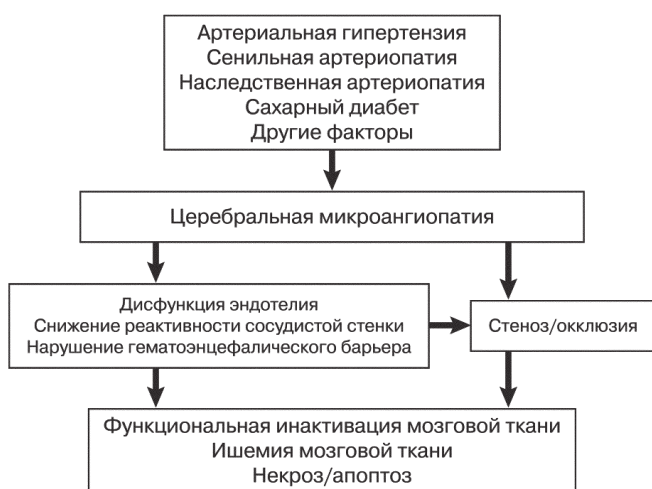 Артериальная гипертензия
Сенильная артериопатия
Наследственная артериопатия
Сахарный диабет
Другие факторы
Церебральная микроангиопатия
Дисфункция эндотелия
Снижение реактивности сосудистой стенки
Нарушение гематоэнцефалического барьера
Стеноз/окклюзия
Функциональная инактивация мозговой ткани
Ишемия мозговой ткани
Некроз/апоптоз